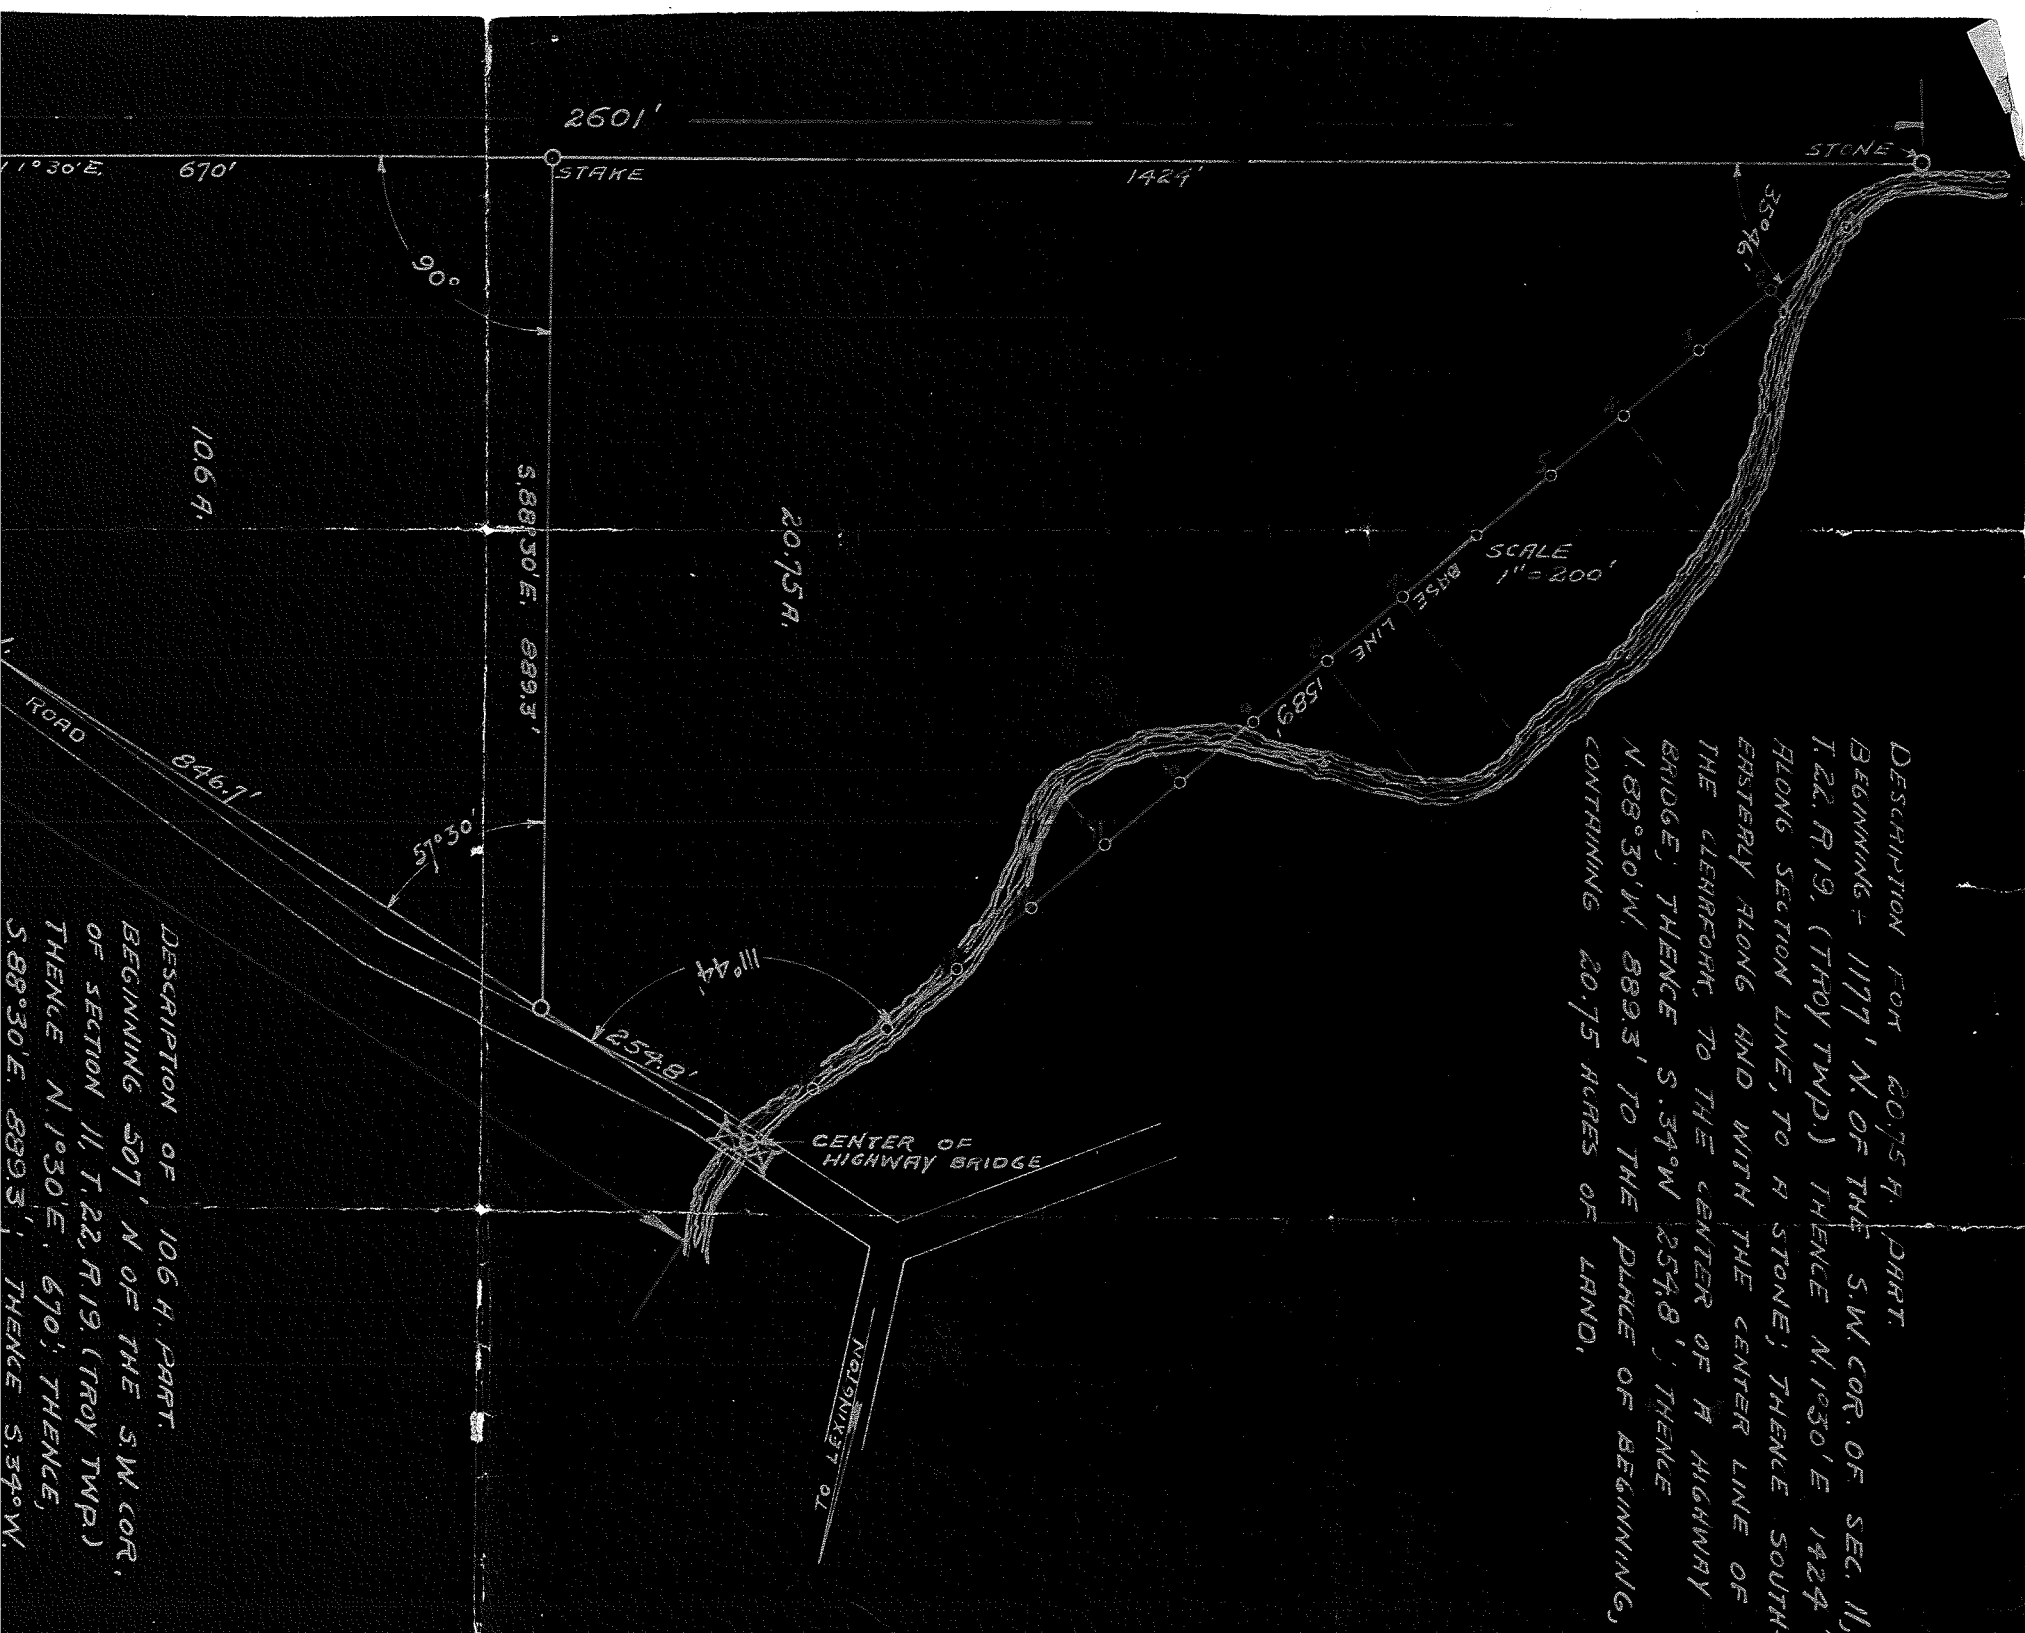 2601'
1°30'E.
670'
STAKE
1424'
STONE
35°46'
90°
10.6 A.
S.88°30'E. 889.3'
20.75 A.
SCALE
1"=200'
BASE LINE 1589'
ROAD
846.7'
57°30'
111°44'
254.8'
CENTER OF
HIGHWAY BRIDGE
TO LEXINGTON
DESCRIPTION FOR 20.75 A. PART.
BEGINNING - 1177' N. OF THE S.W. COR. OF SEC. 11,
T.22. R 19. (TROY TWP.) THENCE N. 1°30'E 1424
ALONG SECTION LINE, TO A STONE; THENCE SOUTH-
EASTERLY ALONG AND WITH THE CENTER LINE OF
THE CLEARFORK, TO THE CENTER OF A HIGHWAY
BRIDGE; THENCE S.34°W 254.8'; THENCE
N 88°30'W. 889.3' TO THE PLACE OF BEGINNING,
CONTAINING 20.75 ACRES OF LAND.
DESCRIPTION OF 10.6 A. PART.
BEGINNING 507' N OF THE S.W. COR.
OF SECTION 11, T.22, R 19. (TROY TWP.)
THENCE N. 1°30'E. 670'; THENCE,
S.88°30'E. 889.3'; THENCE S.34°W.